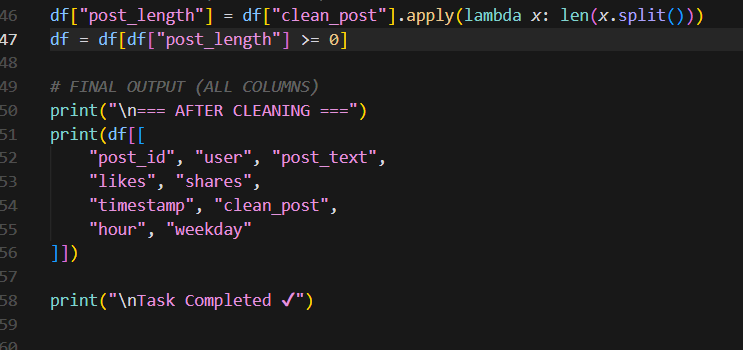 46 df["post_length"] = df["clean_post"].apply(lambda x: len(x.split()))
47 df = df[df["post_length"] >= 0]
48
49 # FINAL OUTPUT (ALL COLUMNS)
50 print("\n=== AFTER CLEANING ===")
51 print(df[[
52     "post_id", "user", "post_text",
53     "likes", "shares",
54     "timestamp", "clean_post",
55     "hour", "weekday"
56 ]])
57
58 print("\nTask Completed ✔")
59
60